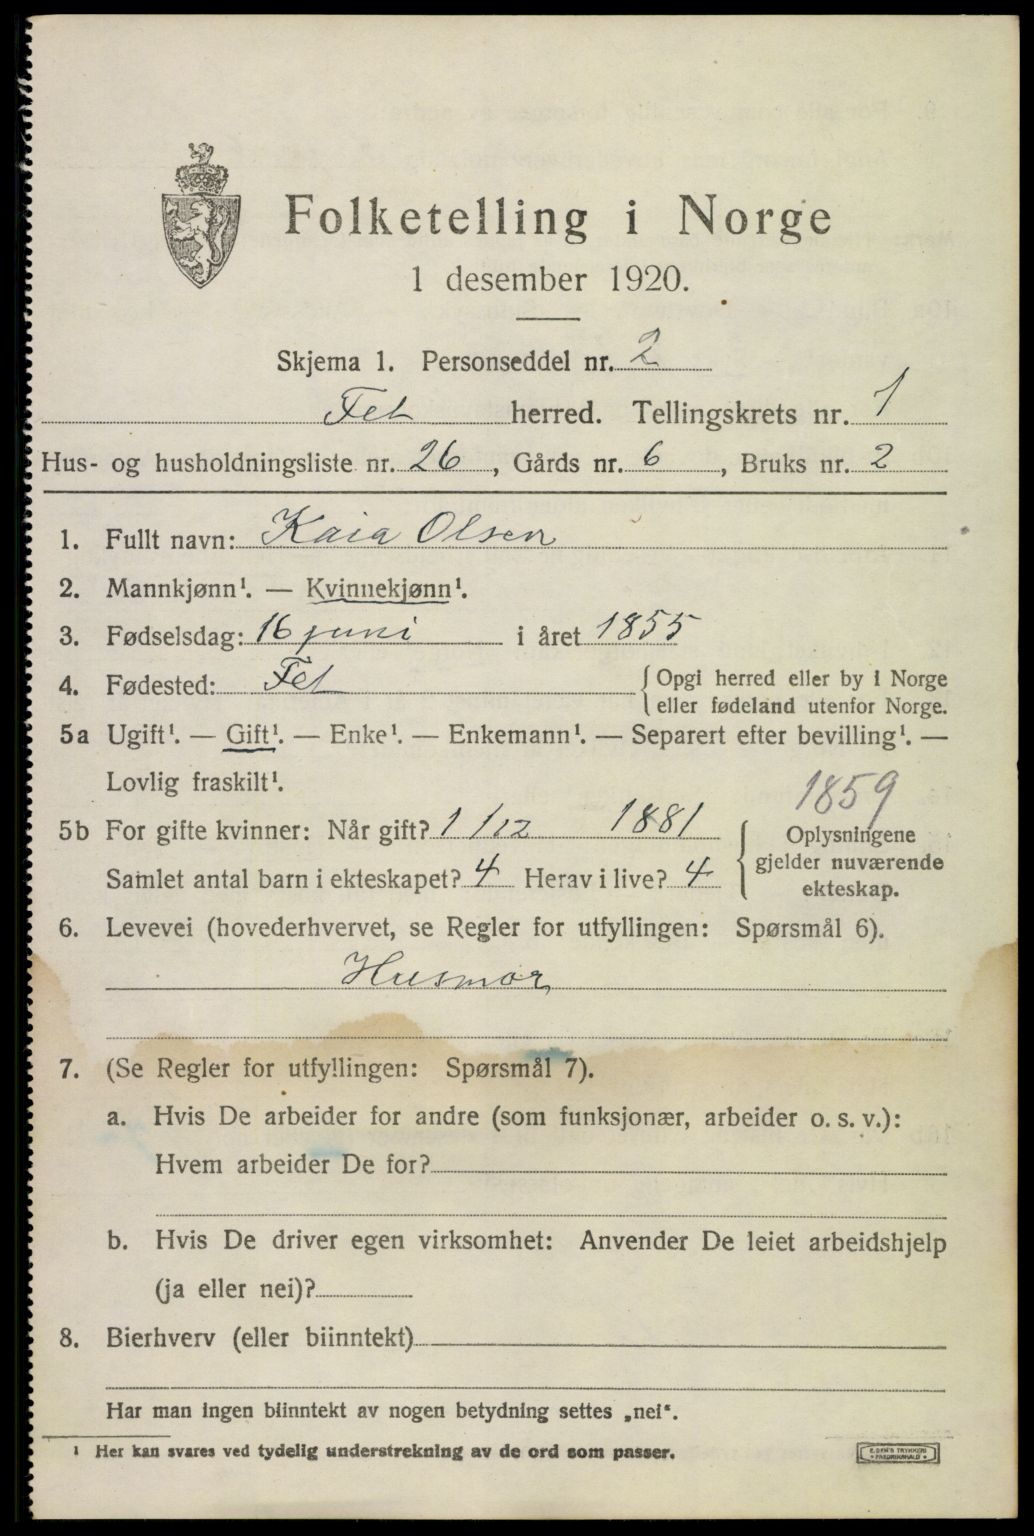 Folketelling i Norge
1 desember 1920.
Skjema 1. Personseddel nr. 2
Fet herred. Tellingskrets nr. 1
Hus- og husholdningsliste nr. 26, Gårds nr. 6, Bruks nr. 2
1. Fullt navn: Kaia Olsen
2. Mannkjønn¹. — Kvinnekjønn¹.
3. Fødselsdag: 16 juni i året 1855
4. Fødested: Fet
Opgi herred eller by i Norge
eller fødeland utenfor Norge.
5a Ugift¹. — Gift¹. — Enke¹. — Enkemann¹. — Separert efter bevilling¹. —
Lovlig fraskilt¹.
1859
5b For gifte kvinner: Når gift? 1/12 1881
Samlet antal barn i ekteskapet? 4 Herav i live? 4
Oplysningene
gjelder nuværende
ekteskap.
6. Levevei (hovederhvervet, se Regler for utfyllingen: Spørsmål 6).
Husmor
7. (Se Regler for utfyllingen: Spørsmål 7).
a. Hvis De arbeider for andre (som funksjonær, arbeider o. s. v.):
Hvem arbeider De for?
b. Hvis De driver egen virksomhet: Anvender De leiet arbeidshjelp
(ja eller nei)?
8. Bierhverv (eller biinntekt)
Har man ingen biinntekt av nogen betydning settes „nei“.
¹ Her kan svares ved tydelig understrekning av de ord som passer.
FREDRIKSHALD